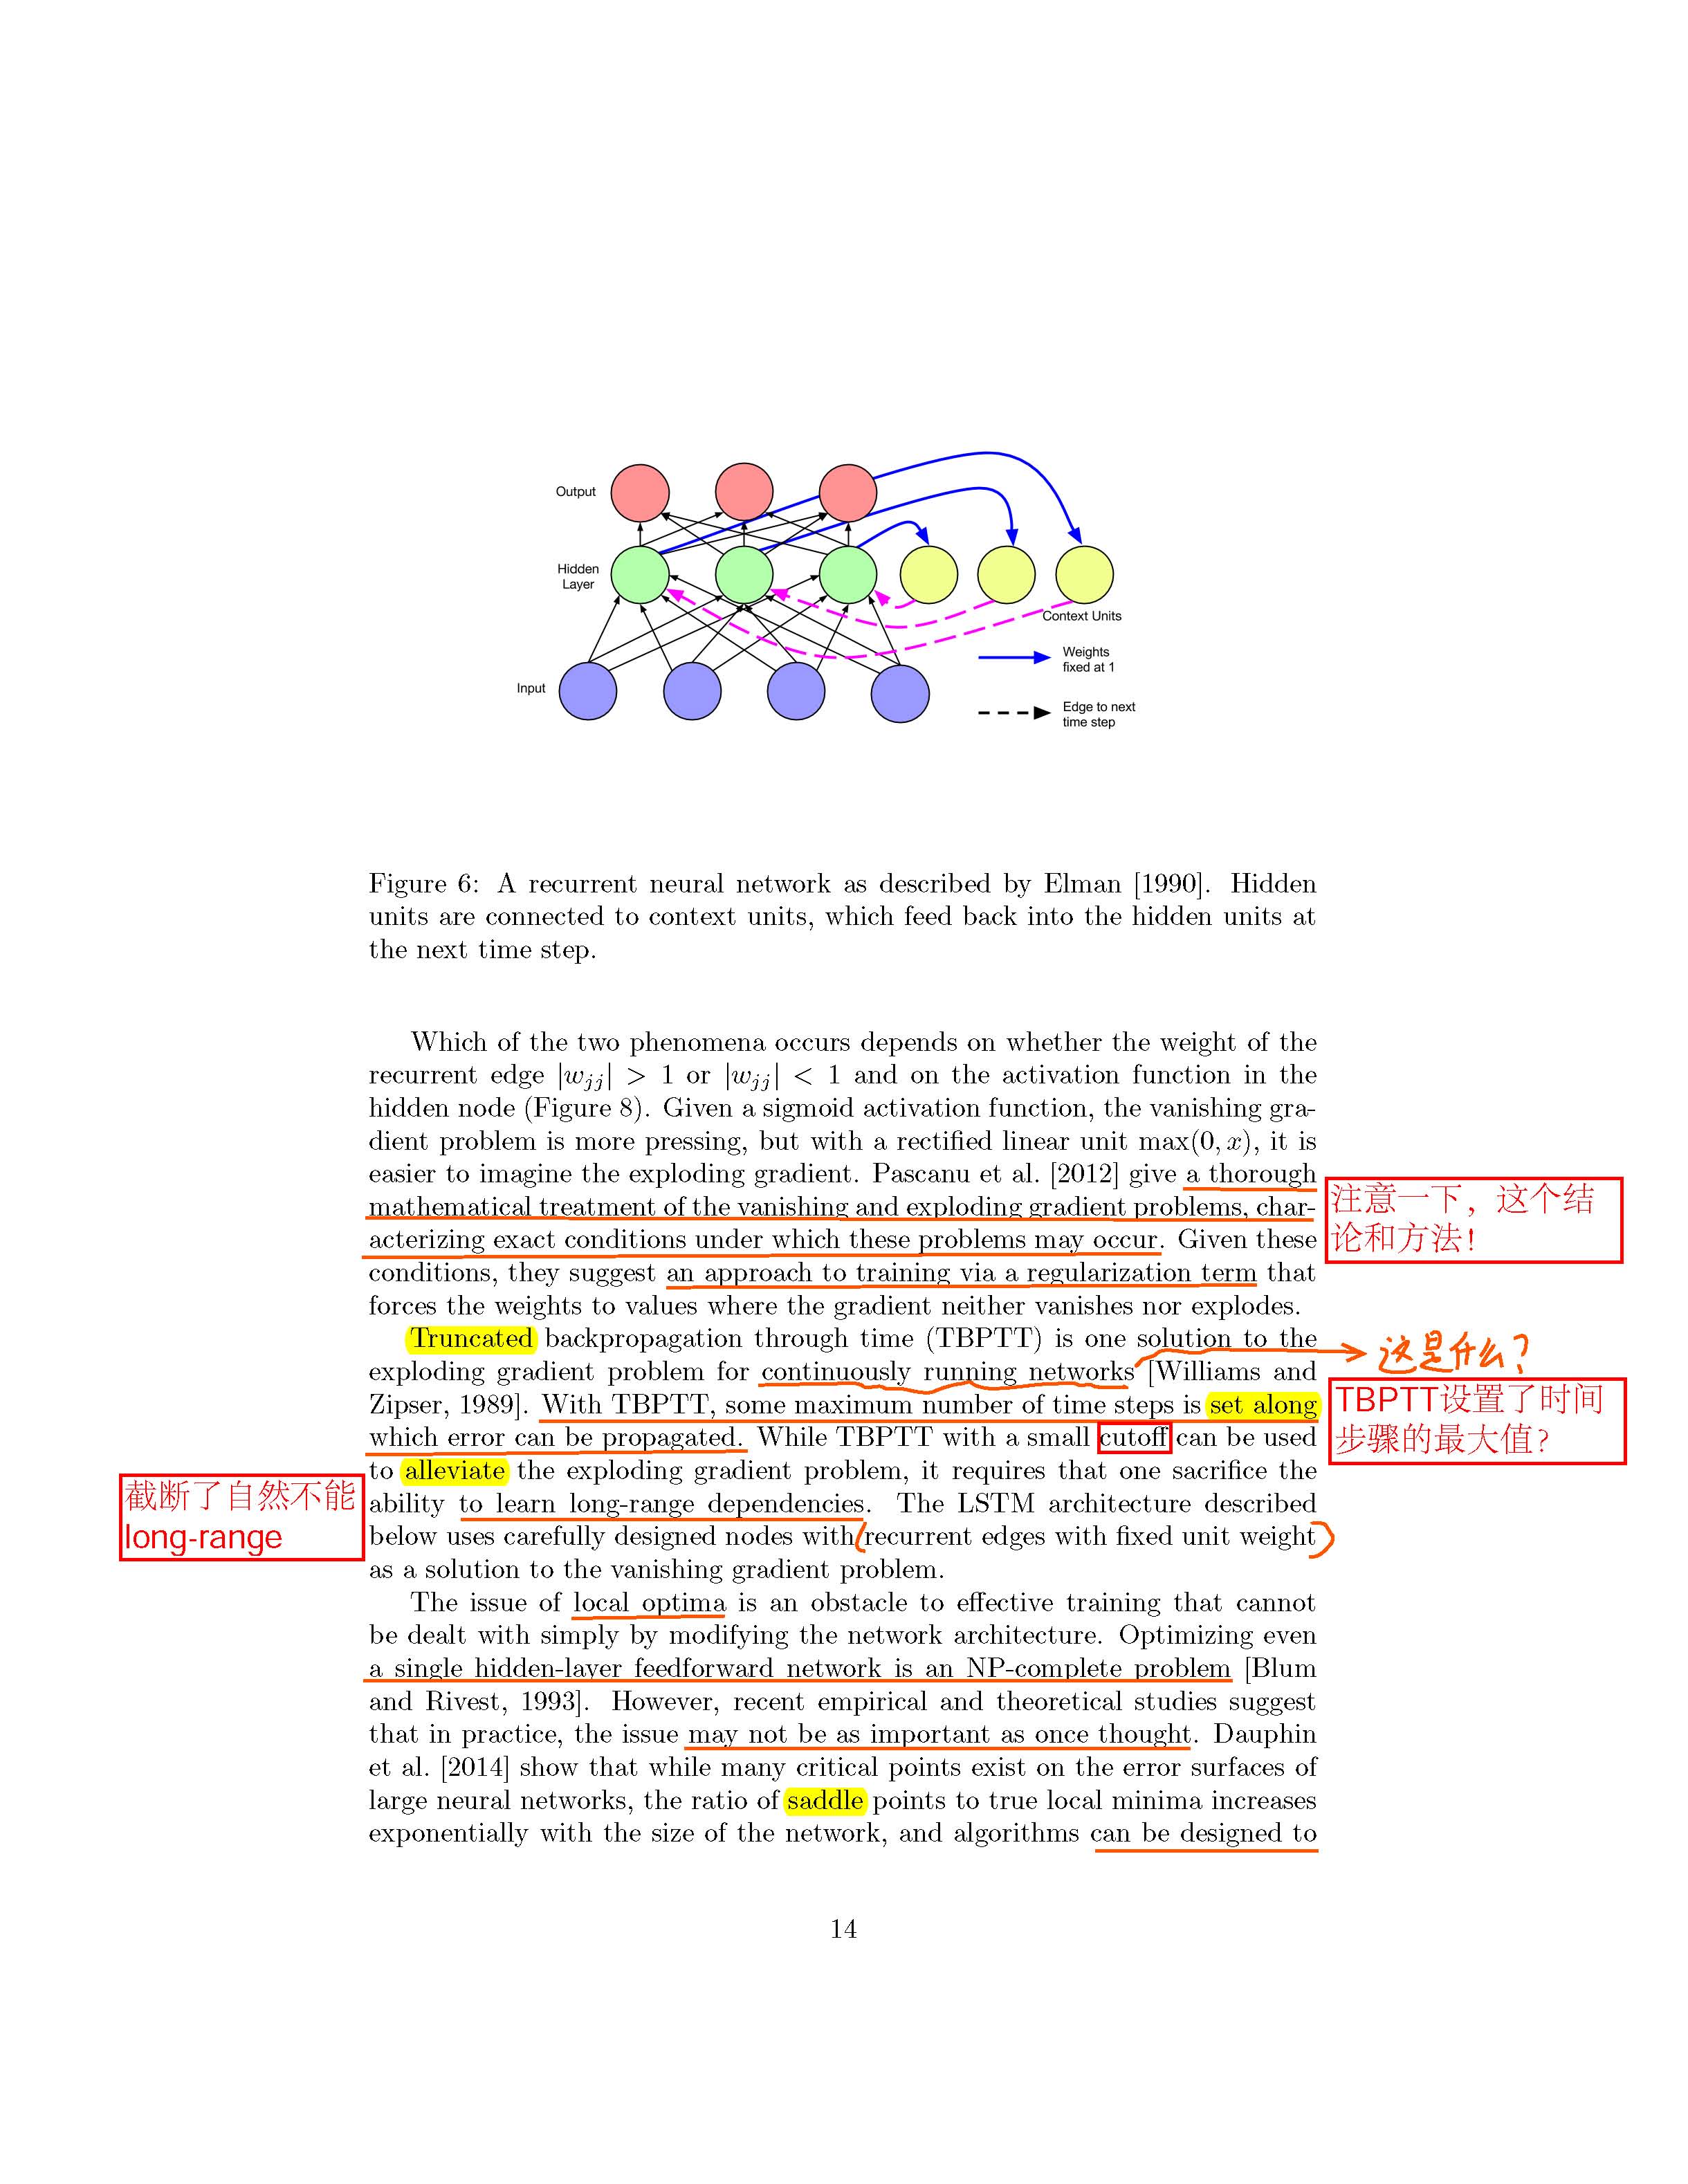 Output
Hidden
Layer
Context Units
Weights
fixed at 1
Input
Edge to next
time step
Figure 6: A recurrent neural network as described by Elman [1990]. Hidden
units are connected to context units, which feed back into the hidden units at
the next time step.
Which of the two phenomena occurs depends on whether the weight of the
recurrent edge |wjj| > 1 or |wjj| < 1 and on the activation function in the
hidden node (Figure 8). Given a sigmoid activation function, the vanishing gra-
dient problem is more pressing, but with a rectified linear unit max(0, x), it is
easier to imagine the exploding gradient. Pascanu et al. [2012] give a thorough
mathematical treatment of the vanishing and exploding gradient problems, char-
acterizing exact conditions under which these problems may occur. Given these
conditions, they suggest an approach to training via a regularization term that
forces the weights to values where the gradient neither vanishes nor explodes.
注意一下，这个结
论和方法！
Truncated backpropagation through time (TBPTT) is one solution to the
exploding gradient problem for continuously running networks [Williams and
Zipser, 1989]. With TBPTT, some maximum number of time steps is set along
which error can be propagated. While TBPTT with a small cutoff can be used
to alleviate the exploding gradient problem, it requires that one sacrifice the
ability to learn long-range dependencies. The LSTM architecture described
below uses carefully designed nodes with recurrent edges with fixed unit weight
as a solution to the vanishing gradient problem.
这是什么？
TBPTT设置了时间
步骤的最大值？
截断了自然不能
long-range
The issue of local optima is an obstacle to effective training that cannot
be dealt with simply by modifying the network architecture. Optimizing even
a single hidden-layer feedforward network is an NP-complete problem [Blum
and Rivest, 1993]. However, recent empirical and theoretical studies suggest
that in practice, the issue may not be as important as once thought. Dauphin
et al. [2014] show that while many critical points exist on the error surfaces of
large neural networks, the ratio of saddle points to true local minima increases
exponentially with the size of the network, and algorithms can be designed to
14